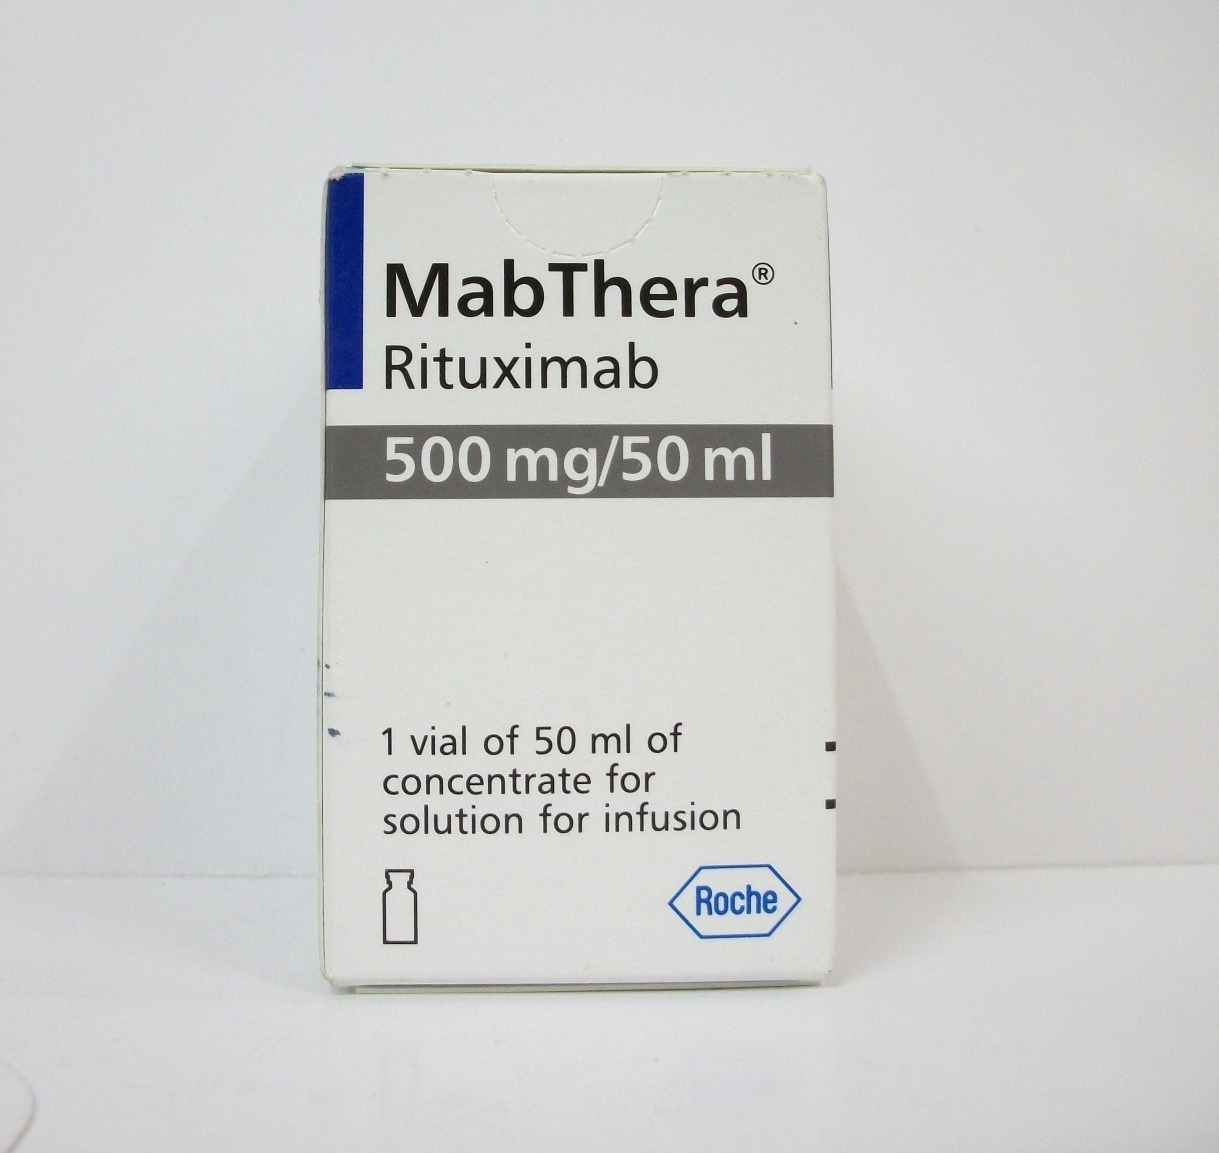 MabThera®
Rituximab
500 mg/50 ml
1 vial of 50 ml of
concentrate for
solution for infusion
Roche